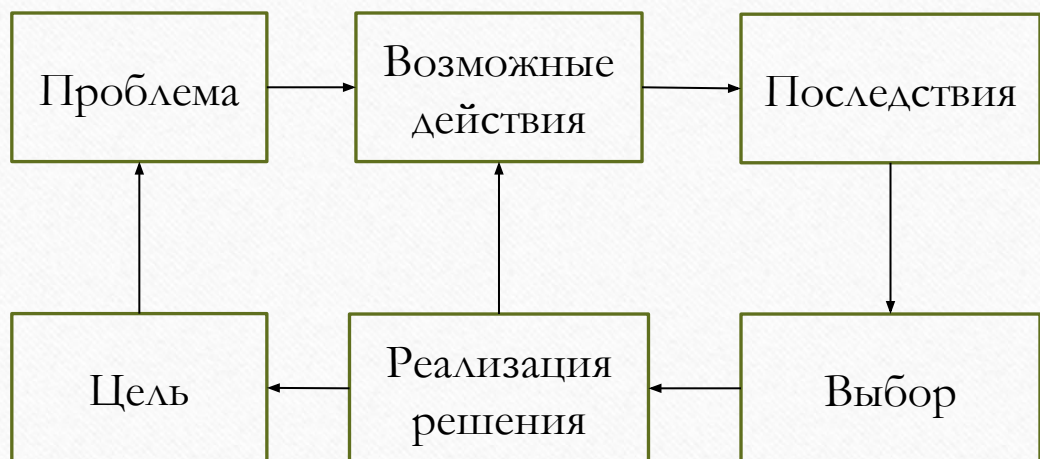 Проблема
Возможные
действия
Последствия
Цель
Реализация
решения
Выбор